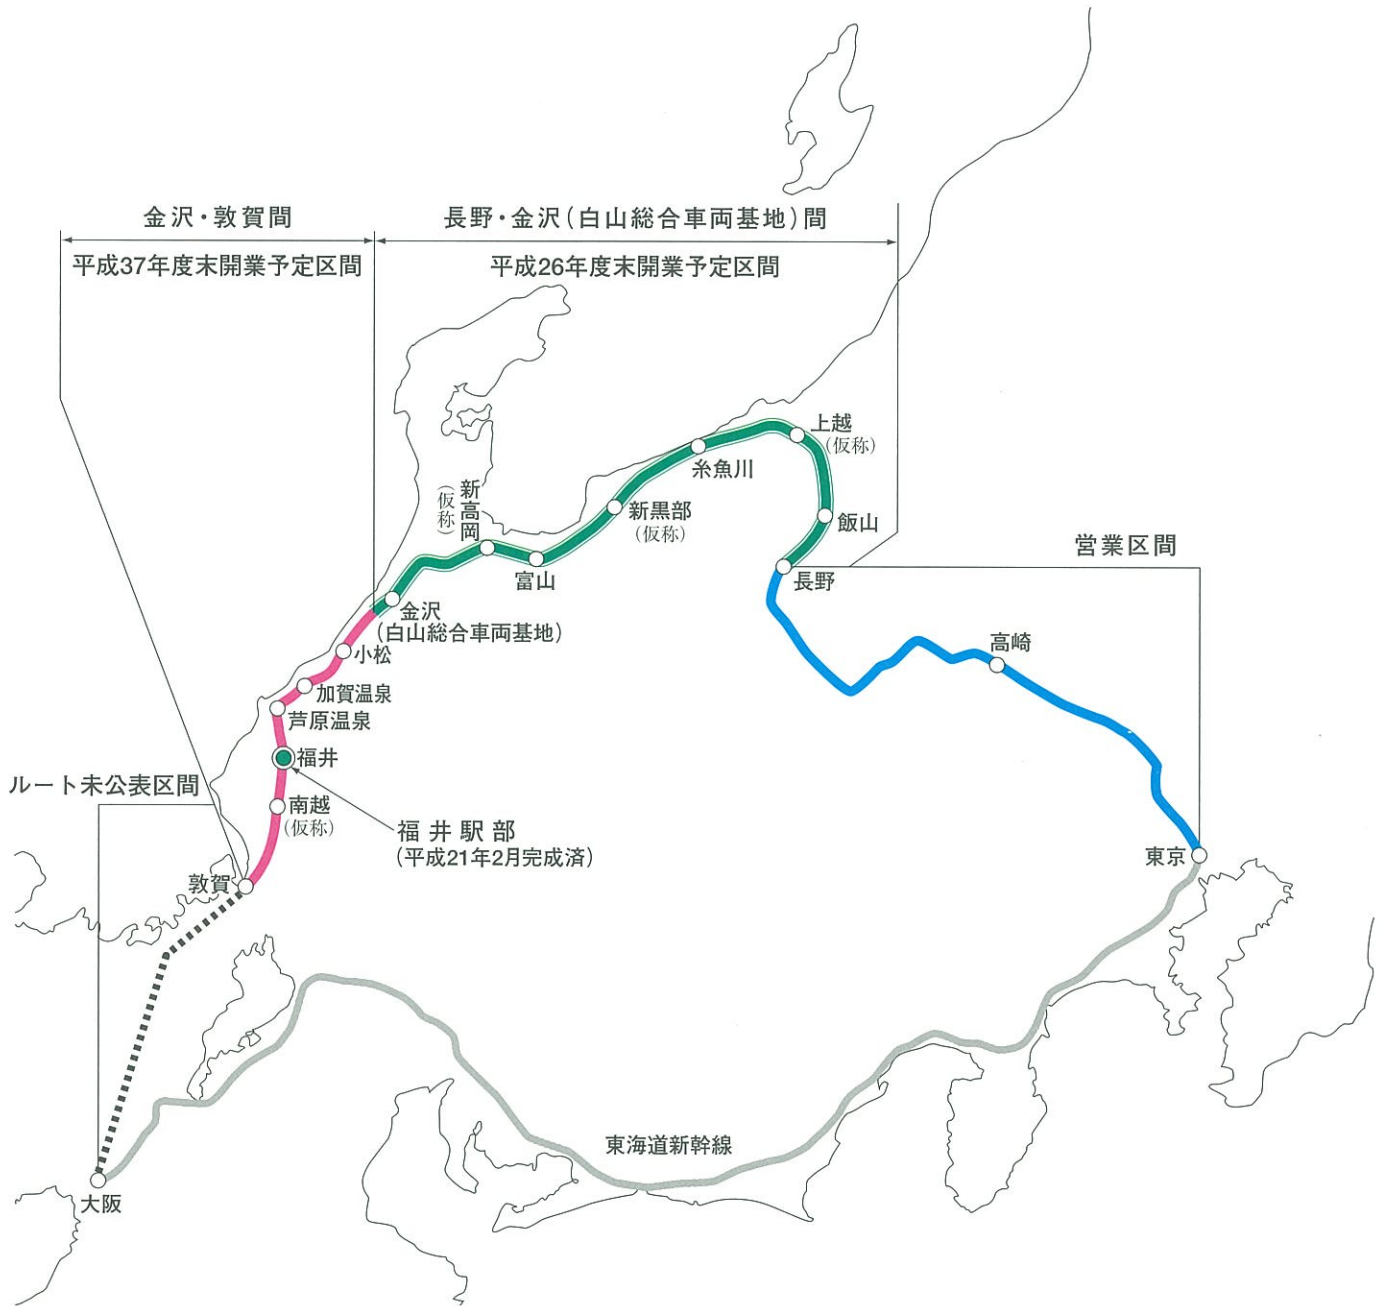 金沢・敦賀間
長野・金沢(白山総合車両基地)間
平成37年度末開業予定区間
平成26年度末開業予定区間
上越
(仮称)
糸魚川
新高岡
(仮称)
新黒部
(仮称)
飯山
富山
営業区間
長野
金沢
(白山総合車両基地)
高崎
小松
加賀温泉
芦原温泉
福井
ルート未公表区間
南越
(仮称)
福井駅部
(平成21年2月完成済)
東京
敦賀
東海道新幹線
大阪